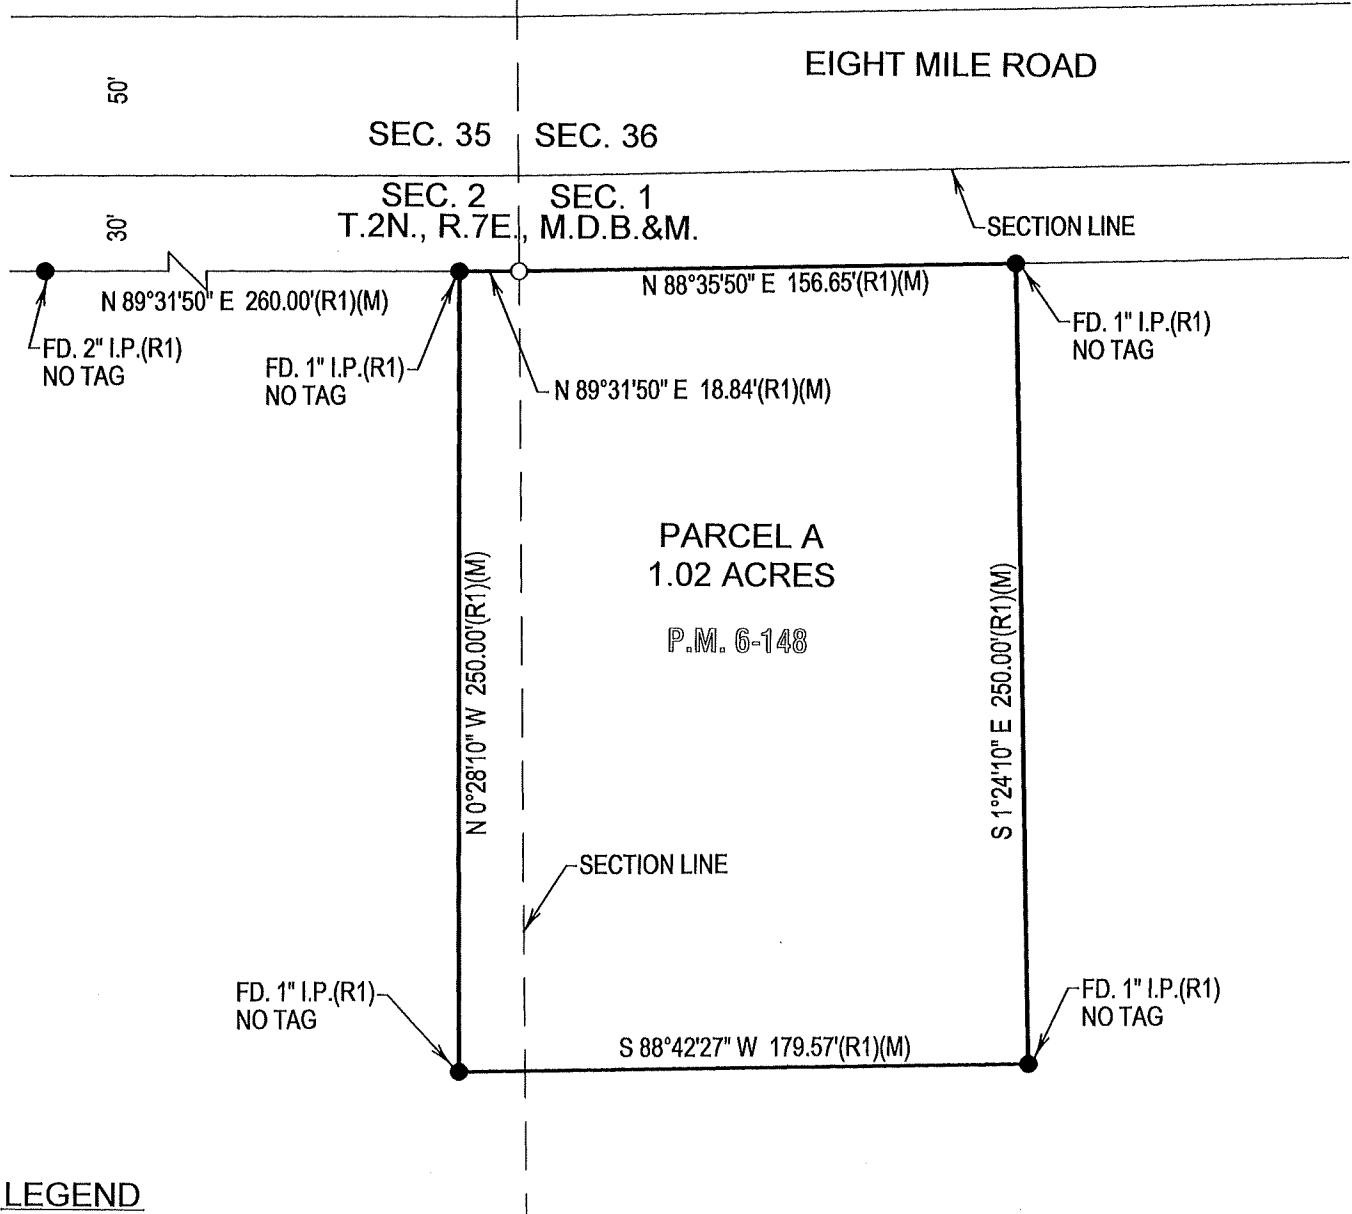 EIGHT MILE ROAD
50'
SEC. 35 SEC. 36
SEC. 2 SEC. 1
T.2N., R.7E., M.D.B.&M.
30'
SECTION LINE
N 89°31'50" E 260.00'(R1)(M)
N 88°35'50" E 156.65'(R1)(M)
FD. 2" I.P.(R1)
NO TAG
FD. 1" I.P.(R1)
NO TAG
FD. 1" I.P.(R1)
NO TAG
N 89°31'50" E 18.84'(R1)(M)
PARCEL A
1.02 ACRES
P.M. 6-148
N 0°28'10" W 250.00'(R1)(M)
S 1°24'10" E 250.00'(R1)(M)
SECTION LINE
FD. 1" I.P.(R1)
NO TAG
FD. 1" I.P.(R1)
NO TAG
S 88°42'27" W 179.57'(R1)(M)
LEGEND